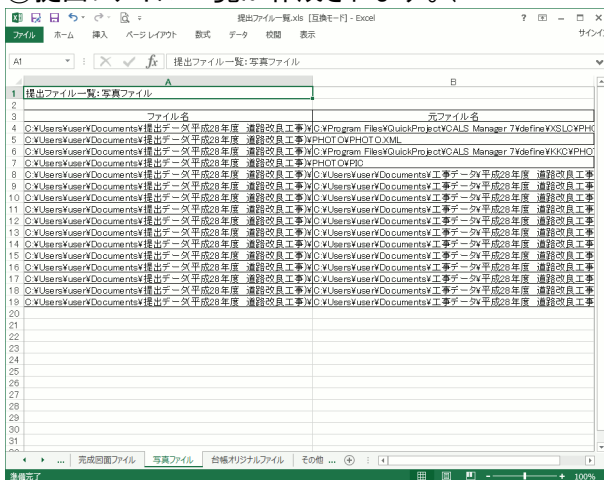 提出ファイル一覧.xls [互換モード] - Excel
ファイル ホーム 挿入 ページ レイアウト 数式 データ 校閲 表示 サインイ
A1 fx 提出ファイル一覧:写真ファイル
A B
1 提出ファイル一覧:写真ファイル
2
3 ファイル名 元ファイル名
4 C:¥Users¥user¥Documents¥提出データ(平成28年度 道路改良工事)¥ C:¥Program Files¥QuickProject¥CALS Manager 7¥define¥XSLC¥PHO
5 C:¥Users¥user¥Documents¥提出データ(平成28年度 道路改良工事)¥ PHOTO¥PHOTO.XML
6 C:¥Users¥user¥Documents¥提出データ(平成28年度 道路改良工事)¥ C:¥Program Files¥QuickProject¥CALS Manager 7¥define¥KKC¥PHO
7 C:¥Users¥user¥Documents¥提出データ(平成28年度 道路改良工事)¥ PHOTO¥PIC
8 C:¥Users¥user¥Documents¥提出データ(平成28年度 道路改良工事)¥ C:¥Users¥user¥Documents¥工事データ¥平成28年度 道路改良工事
9 C:¥Users¥user¥Documents¥提出データ(平成28年度 道路改良工事)¥ C:¥Users¥user¥Documents¥工事データ¥平成28年度 道路改良工事
10 C:¥Users¥user¥Documents¥提出データ(平成28年度 道路改良工事)¥ C:¥Users¥user¥Documents¥工事データ¥平成28年度 道路改良工事
11 C:¥Users¥user¥Documents¥提出データ(平成28年度 道路改良工事)¥ C:¥Users¥user¥Documents¥工事データ¥平成28年度 道路改良工事
12 C:¥Users¥user¥Documents¥提出データ(平成28年度 道路改良工事)¥ C:¥Users¥user¥Documents¥工事データ¥平成28年度 道路改良工事
13 C:¥Users¥user¥Documents¥提出データ(平成28年度 道路改良工事)¥ C:¥Users¥user¥Documents¥工事データ¥平成28年度 道路改良工事
14 C:¥Users¥user¥Documents¥提出データ(平成28年度 道路改良工事)¥ C:¥Users¥user¥Documents¥工事データ¥平成28年度 道路改良工事
15 C:¥Users¥user¥Documents¥提出データ(平成28年度 道路改良工事)¥ C:¥Users¥user¥Documents¥工事データ¥平成28年度 道路改良工事
16 C:¥Users¥user¥Documents¥提出データ(平成28年度 道路改良工事)¥ C:¥Users¥user¥Documents¥工事データ¥平成28年度 道路改良工事
17 C:¥Users¥user¥Documents¥提出データ(平成28年度 道路改良工事)¥ C:¥Users¥user¥Documents¥工事データ¥平成28年度 道路改良工事
18 C:¥Users¥user¥Documents¥提出データ(平成28年度 道路改良工事)¥ C:¥Users¥user¥Documents¥工事データ¥平成28年度 道路改良工事
19 C:¥Users¥user¥Documents¥提出データ(平成28年度 道路改良工事)¥ C:¥Users¥user¥Documents¥工事データ¥平成28年度 道路改良工事
20
21
22
23
24
25
26
27
28
29
30
31
... 完成図面ファイル 写真ファイル 台帳オリジナルファイル その他 ...
準備完了 100%